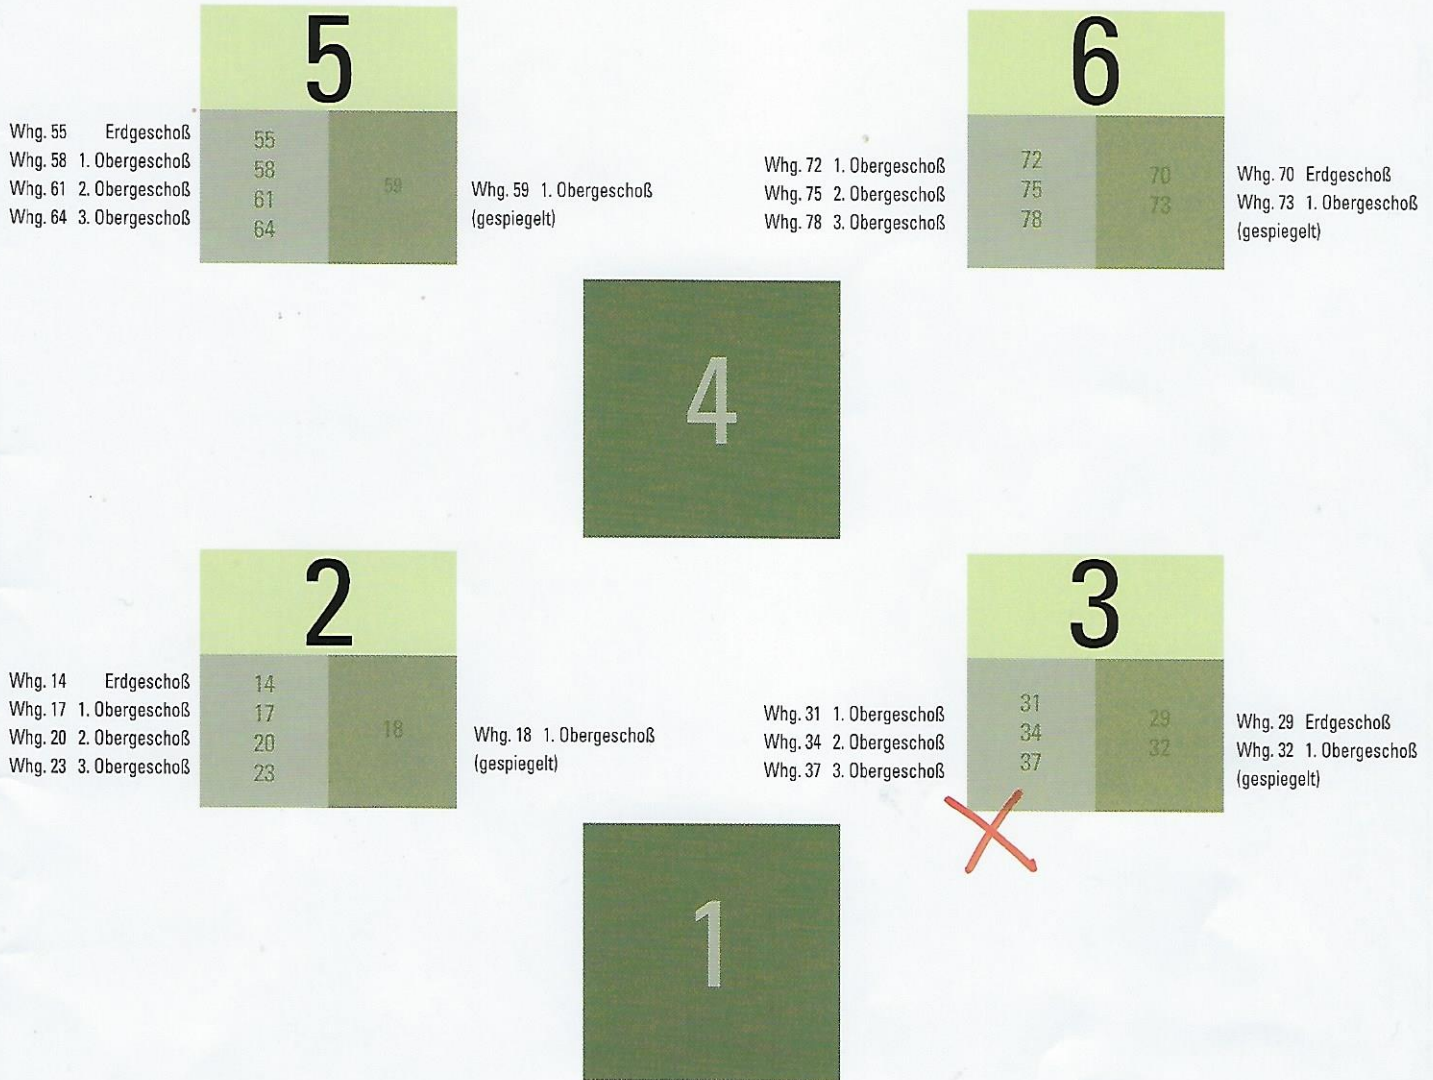 5
Whg. 55 Erdgeschoß
Whg. 58 1. Obergeschoß
Whg. 61 2. Obergeschoß
Whg. 64 3. Obergeschoß
55
58
61
64
59
Whg. 59 1. Obergeschoß
(gespiegelt)
6
Whg. 72 1. Obergeschoß
Whg. 75 2. Obergeschoß
Whg. 78 3. Obergeschoß
72
75
78
70
73
Whg. 70 Erdgeschoß
Whg. 73 1. Obergeschoß
(gespiegelt)
4
2
Whg. 14 Erdgeschoß
Whg. 17 1. Obergeschoß
Whg. 20 2. Obergeschoß
Whg. 23 3. Obergeschoß
14
17
20
23
18
Whg. 18 1. Obergeschoß
(gespiegelt)
3
Whg. 31 1. Obergeschoß
Whg. 34 2. Obergeschoß
Whg. 37 3. Obergeschoß
31
34
37
29
32
Whg. 29 Erdgeschoß
Whg. 32 1. Obergeschoß
(gespiegelt)
1